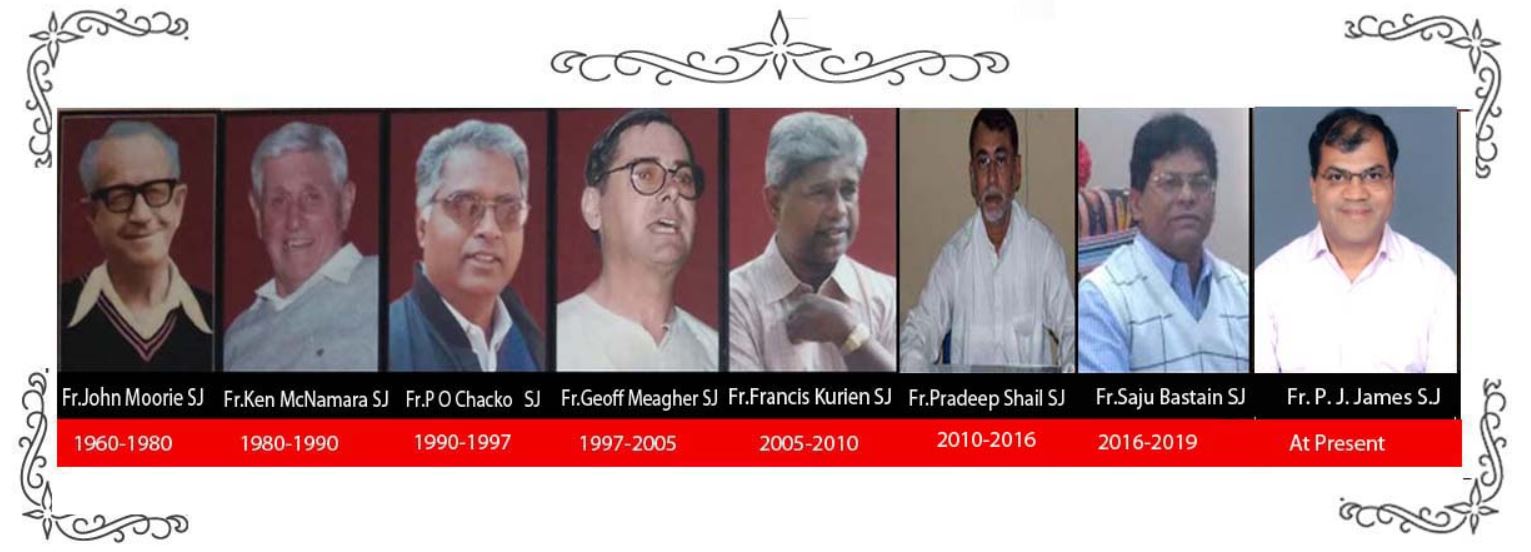 Fr.John Moorie SJ Fr.Ken McNamara SJ Fr.P O Chacko SJ Fr.Geoff Meagher SJ Fr.Francis Kurien SJ Fr.Pradeep Shail SJ Fr.Saju Bastain SJ Fr. P. J. James S.J
1960-1980 1980-1990 1990-1997 1997-2005 2005-2010 2010-2016 2016-2019 At Present